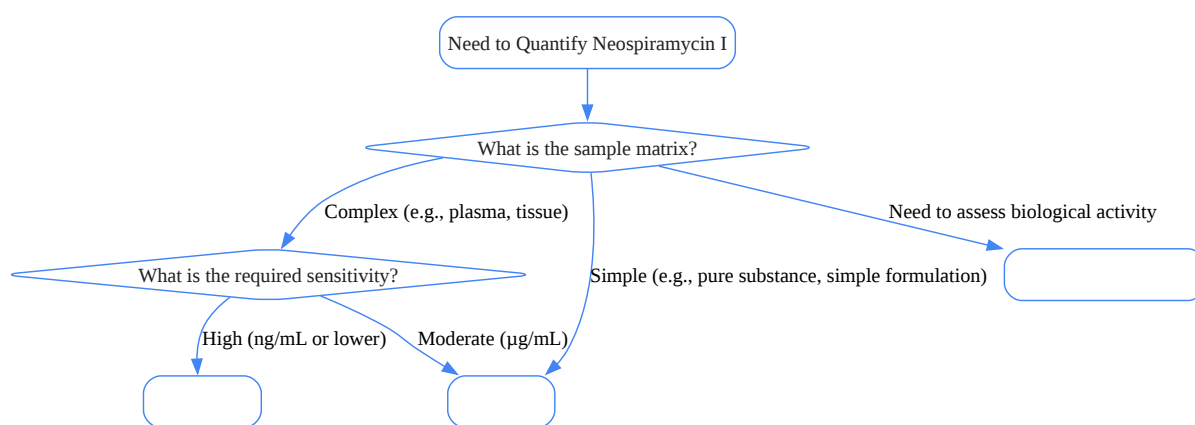 Need to Quantify Neospiramycin I
What is the sample matrix?
Complex (e.g., plasma, tissue)
Need to assess biological activity
What is the required sensitivity?
Simple (e.g., pure substance, simple formulation)
High (ng/mL or lower)
Moderate (µg/mL)